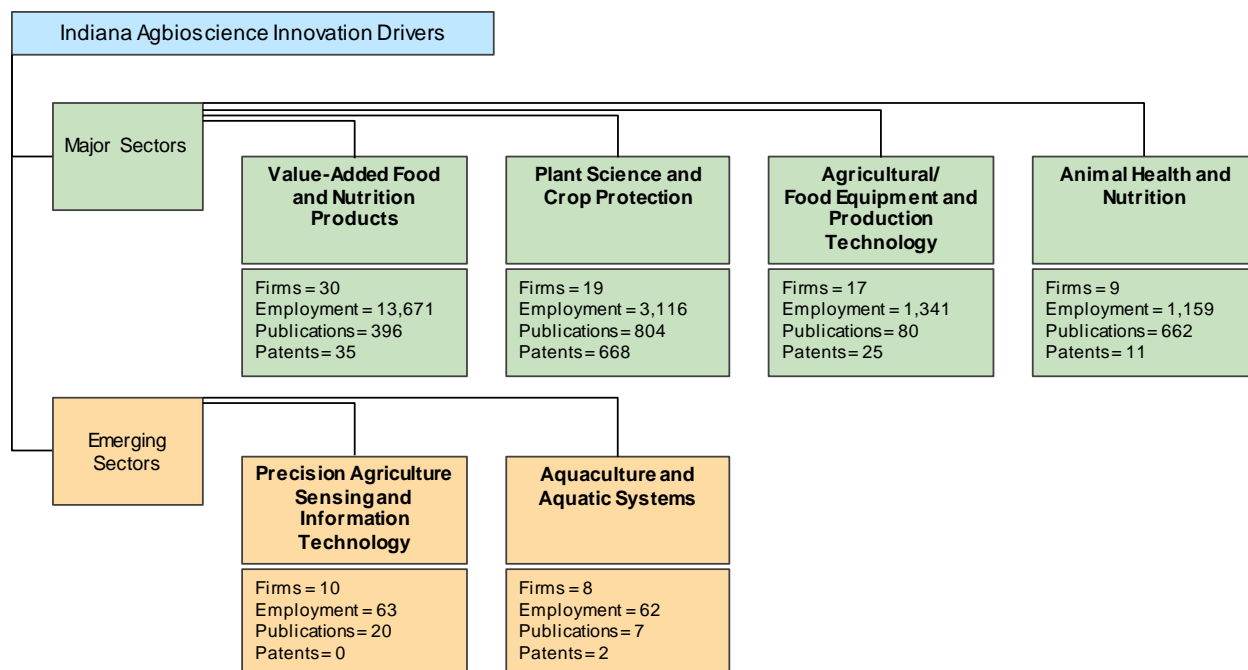 Indiana Agbioscience Innovation Drivers
Major Sectors
Value-Added Food
and Nutrition
Products
Firms = 30
Employment = 13,671
Publications = 396
Patents = 35
Plant Science and
Crop Protection
Firms = 19
Employment = 3,116
Publications = 804
Patents = 668
Agricultural/
Food Equipment and
Production
Technology
Firms = 17
Employment = 1,341
Publications = 80
Patents = 25
Animal Health and
Nutrition
Firms = 9
Employment = 1,159
Publications = 662
Patents = 11
Emerging
Sectors
Precision Agriculture
Sensing and
Information
Technology
Firms = 10
Employment = 63
Publications = 20
Patents = 0
Aquaculture and
Aquatic Systems
Firms = 8
Employment = 62
Publications = 7
Patents = 2